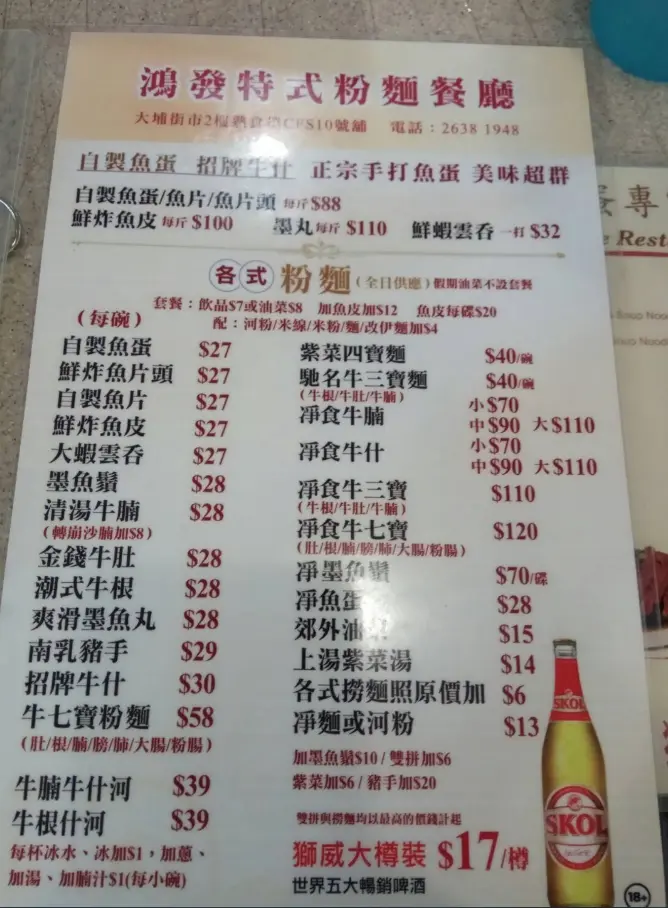 鴻發特式粉麵餐廳
大埔街市2樓熟食 CFS10號舖 電話：2638 1948
自製魚蛋 招牌牛什 正宗手打魚蛋 美味超群
自製魚蛋/魚片/魚片頭 每斤$88
鮮炸魚皮 每斤$100 墨丸 每斤$110 鮮蝦雲吞 一打$32
各式粉麵(全日供應)假期油菜不設套餐
套餐：飲品$7或油菜$8 加魚皮加$12 魚皮每碟$20
(每碗) 配：河粉/米線/米粉/麵/改伊麵加$4
自製魚蛋 $27
鮮炸魚片頭 $27
自製魚片 $27
鮮炸魚皮 $27
大蝦雲吞 $27
墨魚鬚 $28
清湯牛腩 $28
(轉崩沙腩加$8)
金錢牛肚 $28
潮式牛根 $28
爽滑墨魚丸 $28
南乳豬手 $29
招牌牛什 $30
牛七寶粉麵 $58
(肚/根/腩/膀/肺/大腸/粉腸)
牛腩牛什河 $39
牛根什河 $39
每杯冰水、冰加$1，加蔥、
加湯、加腩汁$1(每小碗)
紫菜四寶麵 $40/碗
馳名牛三寶麵 $40/碗
(牛根/牛肚/牛腩)
凈食牛腩 小$70
中$90 大$110
凈食牛什 小$70
中$90 大$110
凈食牛三寶 $110
(牛根/牛肚/牛腩)
凈食牛七寶 $120
(肚/根/腩/膀/肺/大腸/粉腸)
凈墨魚鬚 $70/碟
凈魚蛋 $28
郊外油菜 $15
上湯紫菜湯 $14
各式撈麵照原價加 $6
凈麵或河粉 $13
加墨魚鬚$10 / 雙拼加$6
紫菜加$6 / 豬手加$20
雙拼與撈麵均以最高的價錢計起
獅威大樽裝 $17/樽
世界五大暢銷啤酒
SKOL
SKOL
18+
蛋專
e Rest